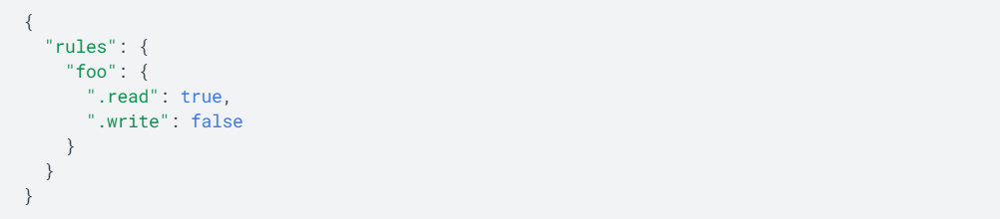 {
  "rules": {
    "foo": {
      ".read": true,
      ".write": false
    }
  }
}